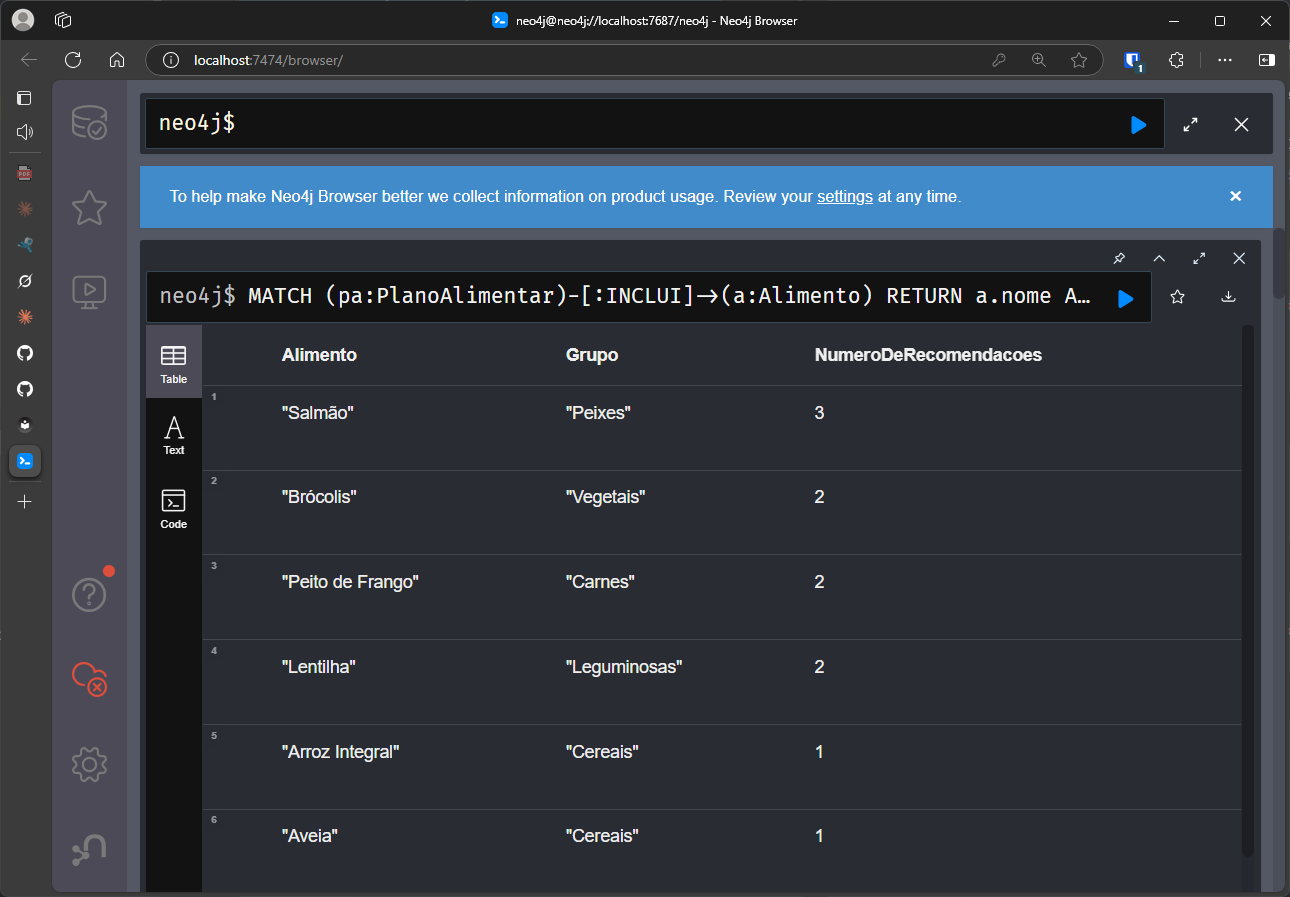 neo4j@neo4j://localhost:7687/neo4j - Neo4j Browser
localhost:7474/browser/
1
neo4j$
To help make Neo4j Browser better we collect information on product usage. Review your settings at any time.
neo4j$ MATCH (pa:PlanoAlimentar)-[:INCLUI]->(a:Alimento) RETURN a.nome A…
Table
Text
Code
Alimento Grupo NumeroDeRecomendacoes
1 "Salmão" "Peixes" 3
2 "Brócolis" "Vegetais" 2
3 "Peito de Frango" "Carnes" 2
4 "Lentilha" "Leguminosas" 2
5 "Arroz Integral" "Cereais" 1
6 "Aveia" "Cereais" 1